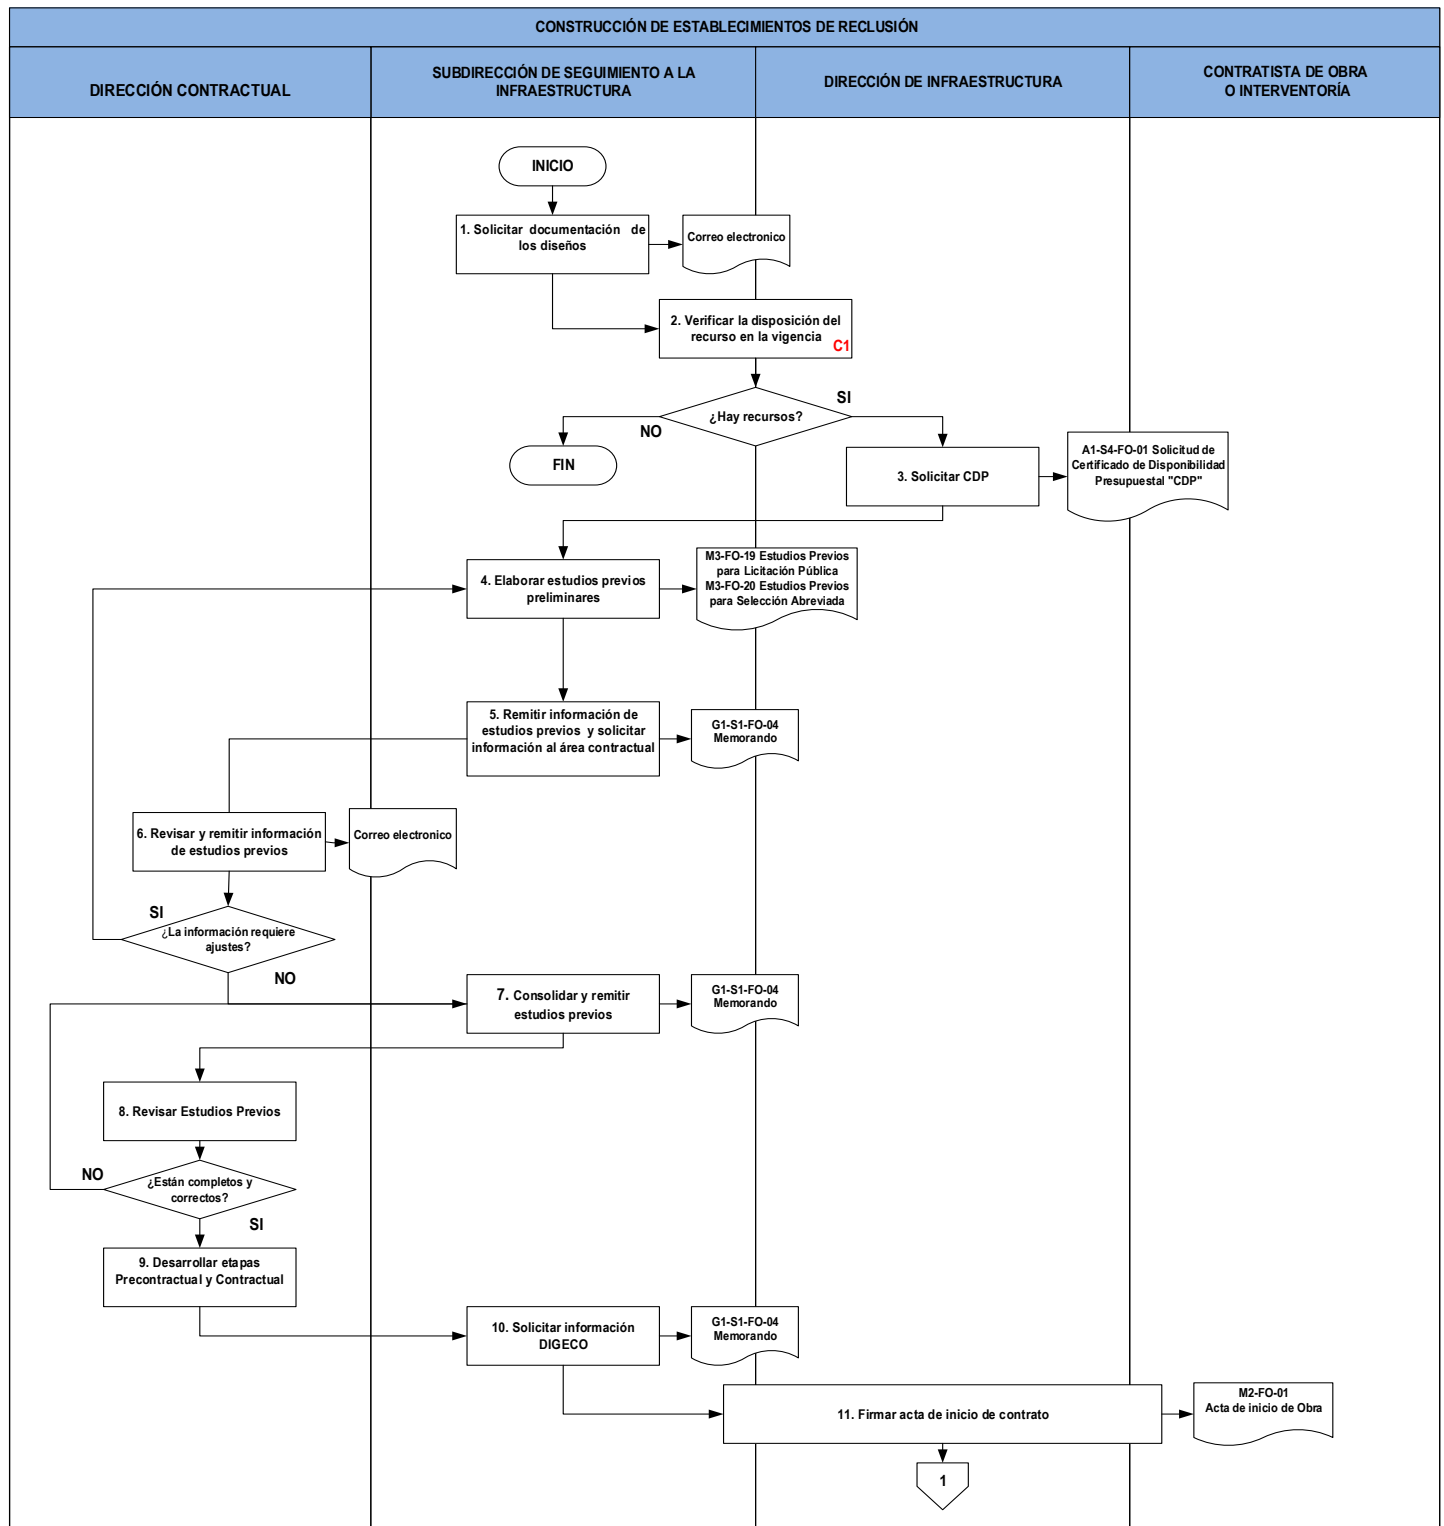 CONSTRUCCIÓN DE ESTABLECIMIENTOS DE RECLUSIÓN
DIRECCIÓN CONTRACTUAL
SUBDIRECCIÓN DE SEGUIMIENTO A LA
INFRAESTRUCTURA
DIRECCIÓN DE INFRAESTRUCTURA
CONTRATISTA DE OBRA
O INTERVENTORÍA
INICIO
1. Solicitar documentación de
los diseños
Correo electronico
2. Verificar la disposición del
recurso en la vigencia
C1
¿Hay recursos?
SI
NO
FIN
3. Solicitar CDP
A1-S4-FO-01 Solicitud de
Certificado de Disponibilidad
Presupuestal "CDP"
4. Elaborar estudios previos
preliminares
M3-FO-19 Estudios Previos
para Licitación Pública
M3-FO-20 Estudios Previos
para Selección Abreviada
5. Remitir información de
estudios previos y solicitar
información al área contractual
G1-S1-FO-04
Memorando
6. Revisar y remitir información
de estudios previos
Correo electronico
SI
¿La información requiere
ajustes?
NO
7. Consolidar y remitir
estudios previos
G1-S1-FO-04
Memorando
8. Revisar Estudios Previos
NO
¿Están completos y
correctos?
SI
9. Desarrollar etapas
Precontractual y Contractual
10. Solicitar información
DIGECO
G1-S1-FO-04
Memorando
11. Firmar acta de inicio de contrato
M2-FO-01
Acta de inicio de Obra
1